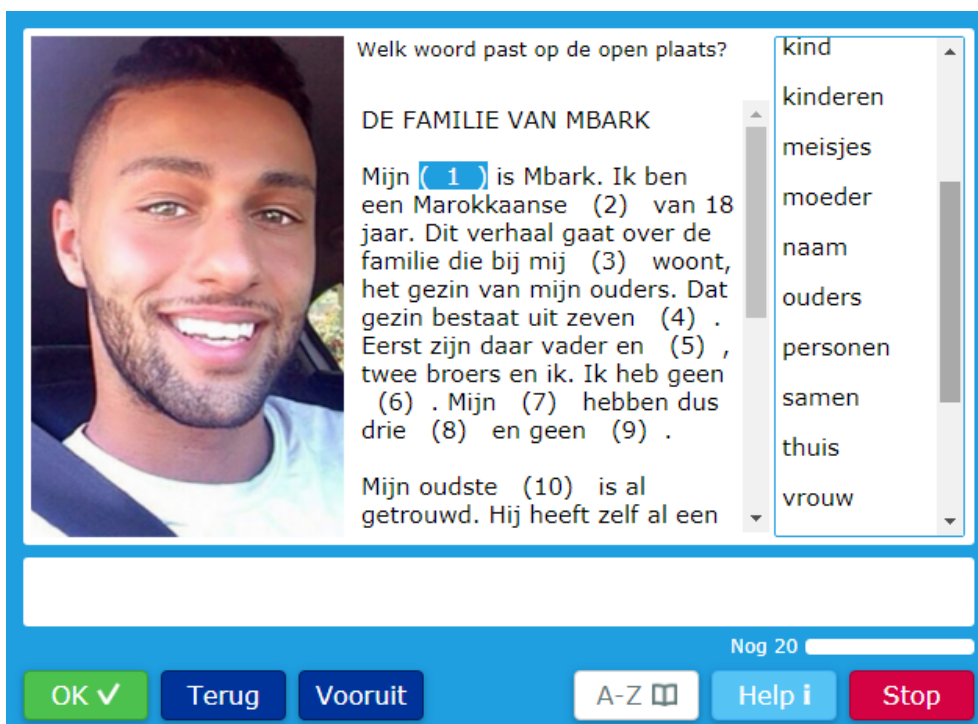 Welk woord past op de open plaats?
DE FAMILIE VAN MBARK
Mijn ( 1 ) is Mbark. Ik ben
een Marokkaanse (2) van 18
jaar. Dit verhaal gaat over de
familie die bij mij (3) woont,
het gezin van mijn ouders. Dat
gezin bestaat uit zeven (4) .
Eerst zijn daar vader en (5) ,
twee broers en ik. Ik heb geen
(6) . Mijn (7) hebben dus
drie (8) en geen (9) .
Mijn oudste (10) is al
getrouwd. Hij heeft zelf al een
kind
kinderen
meisjes
moeder
naam
ouders
personen
samen
thuis
vrouw
Nog 20
OK
Terug
Vooruit
A-Z
Help i
Stop